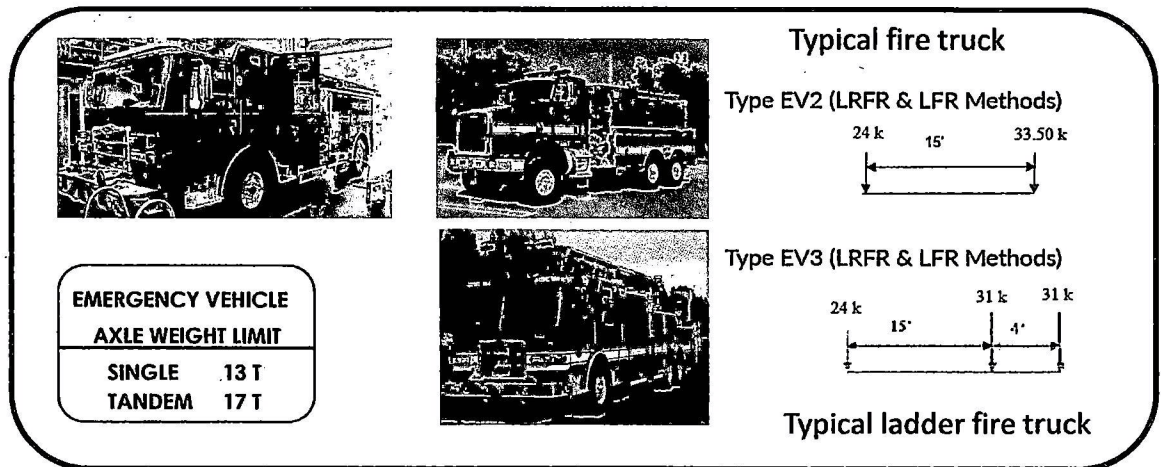 Typical fire truck
Type EV2 (LRFR & LFR Methods)
24 k 15' 33.50 k
Type EV3 (LRFR & LFR Methods)
24 k 15' 31 k 4' 31 k
Typical ladder fire truck
EMERGENCY VEHICLE
AXLE WEIGHT LIMIT
SINGLE 13 T
TANDEM 17 T